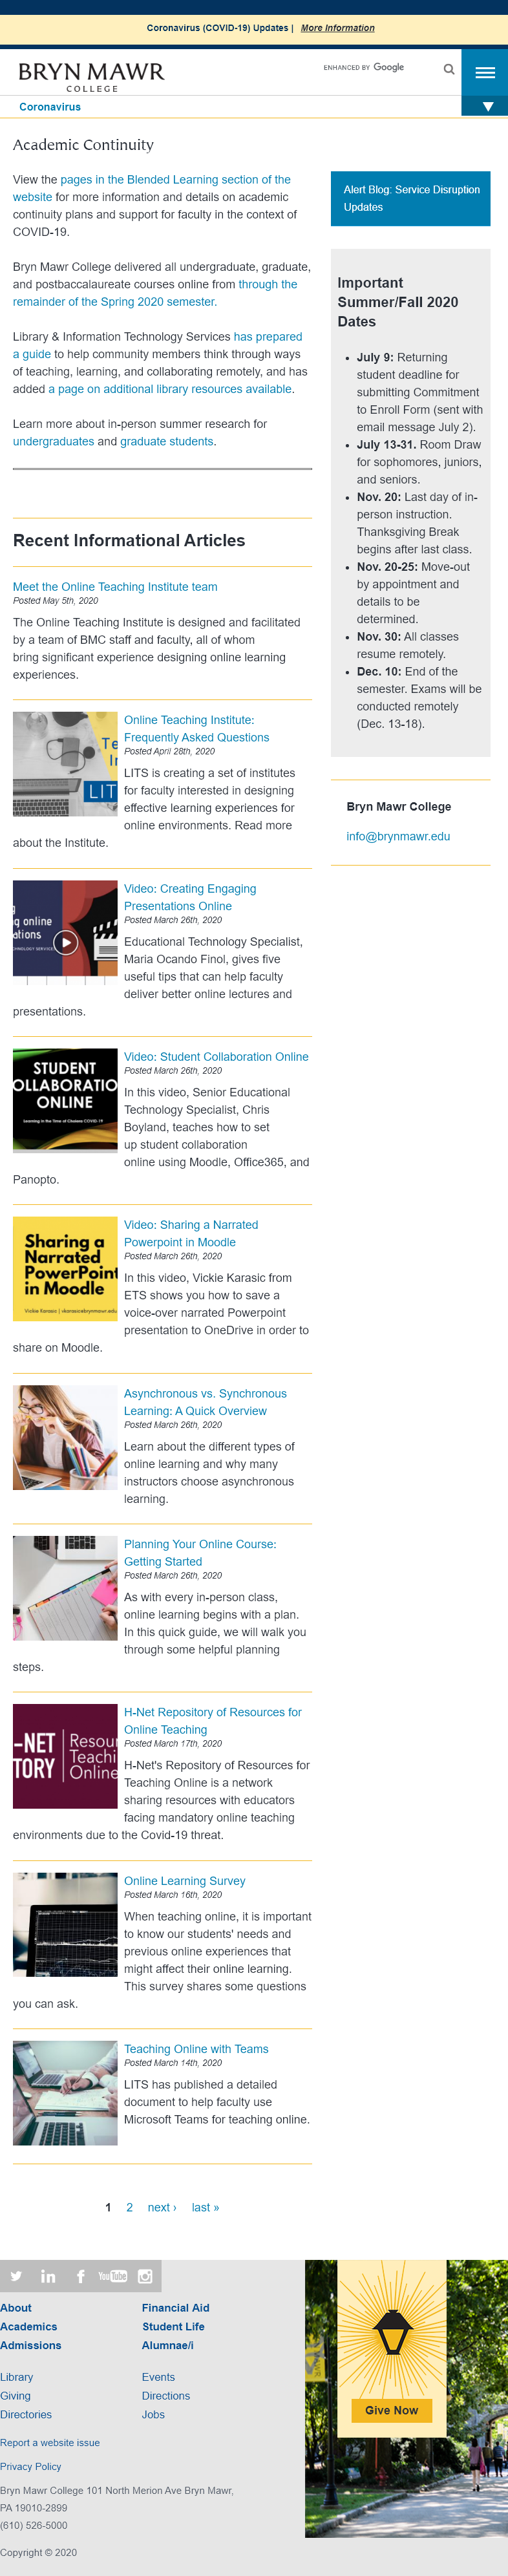 Coronavirus (COVID-19) Updates | More Information
BRYN MAWR
COLLEGE
ENHANCED BY Google
Coronavirus
Academic Continuity
View the pages in the Blended Learning section of the
website for more information and details on academic
continuity plans and support for faculty in the context of
COVID-19.
Bryn Mawr College delivered all undergraduate, graduate,
and postbaccalaureate courses online from through the
remainder of the Spring 2020 semester.
Library & Information Technology Services has prepared
a guide to help community members think through ways
of teaching, learning, and collaborating remotely, and has
added a page on additional library resources available.
Learn more about in-person summer research for
undergraduates and graduate students.
Recent Informational Articles
Meet the Online Teaching Institute team
Posted May 5th, 2020
The Online Teaching Institute is designed and facilitated
by a team of BMC staff and faculty, all of whom
bring significant experience designing online learning
experiences.
Te
In
LITS
Online Teaching Institute:
Frequently Asked Questions
Posted April 28th, 2020
LITS is creating a set of institutes
for faculty interested in designing
effective learning experiences for
online environments. Read more
about the Institute.
g online
ations
Video: Creating Engaging
Presentations Online
Posted March 26th, 2020
Educational Technology Specialist,
Maria Ocando Finol, gives five
useful tips that can help faculty
deliver better online lectures and
presentations.
STUDENT
OLLABORATIO
ONLINE
Learning in the Time of Cholera COVID-19
Video: Student Collaboration Online
Posted March 26th, 2020
In this video, Senior Educational
Technology Specialist, Chris
Boyland, teaches how to set
up student collaboration
online using Moodle, Office365, and
Panopto.
Sharing a
Narrated
PowerPoint
in Moodle
Video: Sharing a Narrated
Powerpoint in Moodle
Posted March 26th, 2020
In this video, Vickie Karasic from
ETS shows you how to save a
voice-over narrated Powerpoint
presentation to OneDrive in order to
share on Moodle.
Asynchronous vs. Synchronous
Learning: A Quick Overview
Posted March 26th, 2020
Learn about the different types of
online learning and why many
instructors choose asynchronous
learning.
Planning Your Online Course:
Getting Started
Posted March 26th, 2020
As with every in-person class,
online learning begins with a plan.
In this quick guide, we will walk you
through some helpful planning
steps.
-NET
TORY
Resour
Teachi
Online
H-Net Repository of Resources for
Online Teaching
Posted March 17th, 2020
H-Net's Repository of Resources for
Teaching Online is a network
sharing resources with educators
facing mandatory online teaching
environments due to the Covid-19 threat.
Online Learning Survey
Posted March 16th, 2020
When teaching online, it is important
to know our students' needs and
previous online experiences that
might affect their online learning.
This survey shares some questions
you can ask.
Teaching Online with Teams
Posted March 14th, 2020
LITS has published a detailed
document to help faculty use
Microsoft Teams for teaching online.
1 2 next › last »
Alert Blog: Service Disruption
Updates
Important
Summer/Fall 2020
Dates
• July 9: Returning
student deadline for
submitting Commitment
to Enroll Form (sent with
email message July 2).
• July 13-31. Room Draw
for sophomores, juniors,
and seniors.
• Nov. 20: Last day of in-
person instruction.
Thanksgiving Break
begins after last class.
• Nov. 20-25: Move-out
by appointment and
details to be
determined.
• Nov. 30: All classes
resume remotely.
• Dec. 10: End of the
semester. Exams will be
conducted remotely
(Dec. 13-18).
Bryn Mawr College
info@brynmawr.edu
You Tube
About
Academics
Admissions
Financial Aid
Student Life
Alumnae/i
Library
Giving
Directories
Events
Directions
Jobs
Report a website issue
Privacy Policy
Bryn Mawr College 101 North Merion Ave Bryn Mawr,
PA 19010-2899
(610) 526-5000
Copyright © 2020
Give Now